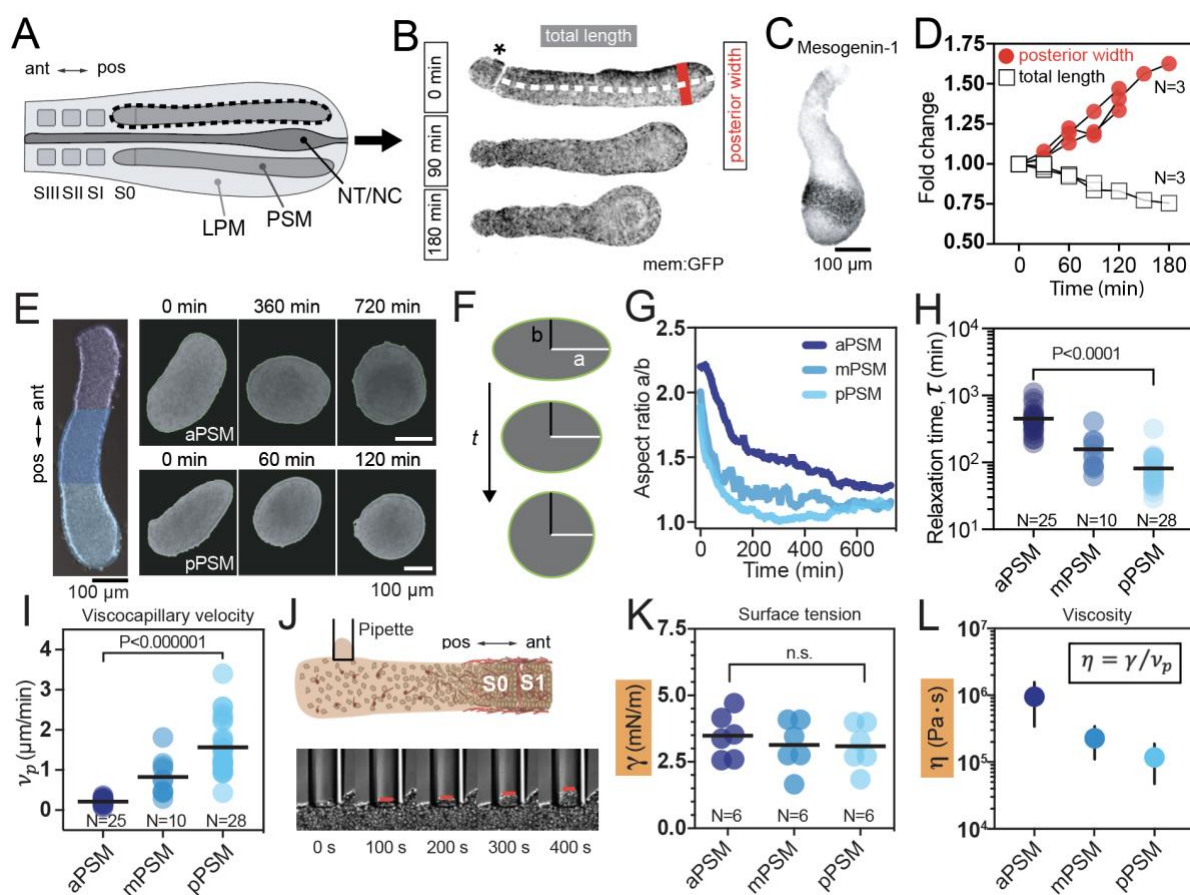 A
ant ←→ pos
SIII SII SI S0
LPM
PSM
NT/NC
B
total length
*
0 min
90 min
180 min
posterior width
mem:GFP
C
Mesogenin-1
100 µm
D
Fold change
1.75
1.50
1.25
1.00
0.75
0.50
posterior width
total length
N=3
N=3
0 60 120 180
Time (min)
E
pos ←→ ant
100 µm
0 min 360 min 720 min
aPSM
0 min 60 min 120 min
pPSM
100 µm
F
b
a
t
G
Aspect ratio a/b
2.5
2.0
1.5
1.0
aPSM
mPSM
pPSM
0 200 400 600
Time (min)
H
Relaxation time, τ (min)
10⁴
10³
10²
10¹
P<0.0001
N=25 N=10 N=28
aPSM mPSM pPSM
I
Viscocapillary velocity
νp (µm/min)
P<0.000001
4
3
2
1
0
N=25 N=10 N=28
aPSM mPSM pPSM
J
Pipette
pos ←→ ant
S0 S1
0 s 100 s 200 s 300 s 400 s
K
Surface tension
γ (mN/m)
n.s.
7.5
5.0
2.5
0.0
N=6 N=6 N=6
aPSM mPSM pPSM
L
Viscosity
η (Pa · s)
η = γ/νp
10⁷
10⁶
10⁵
10⁴
aPSM mPSM pPSM